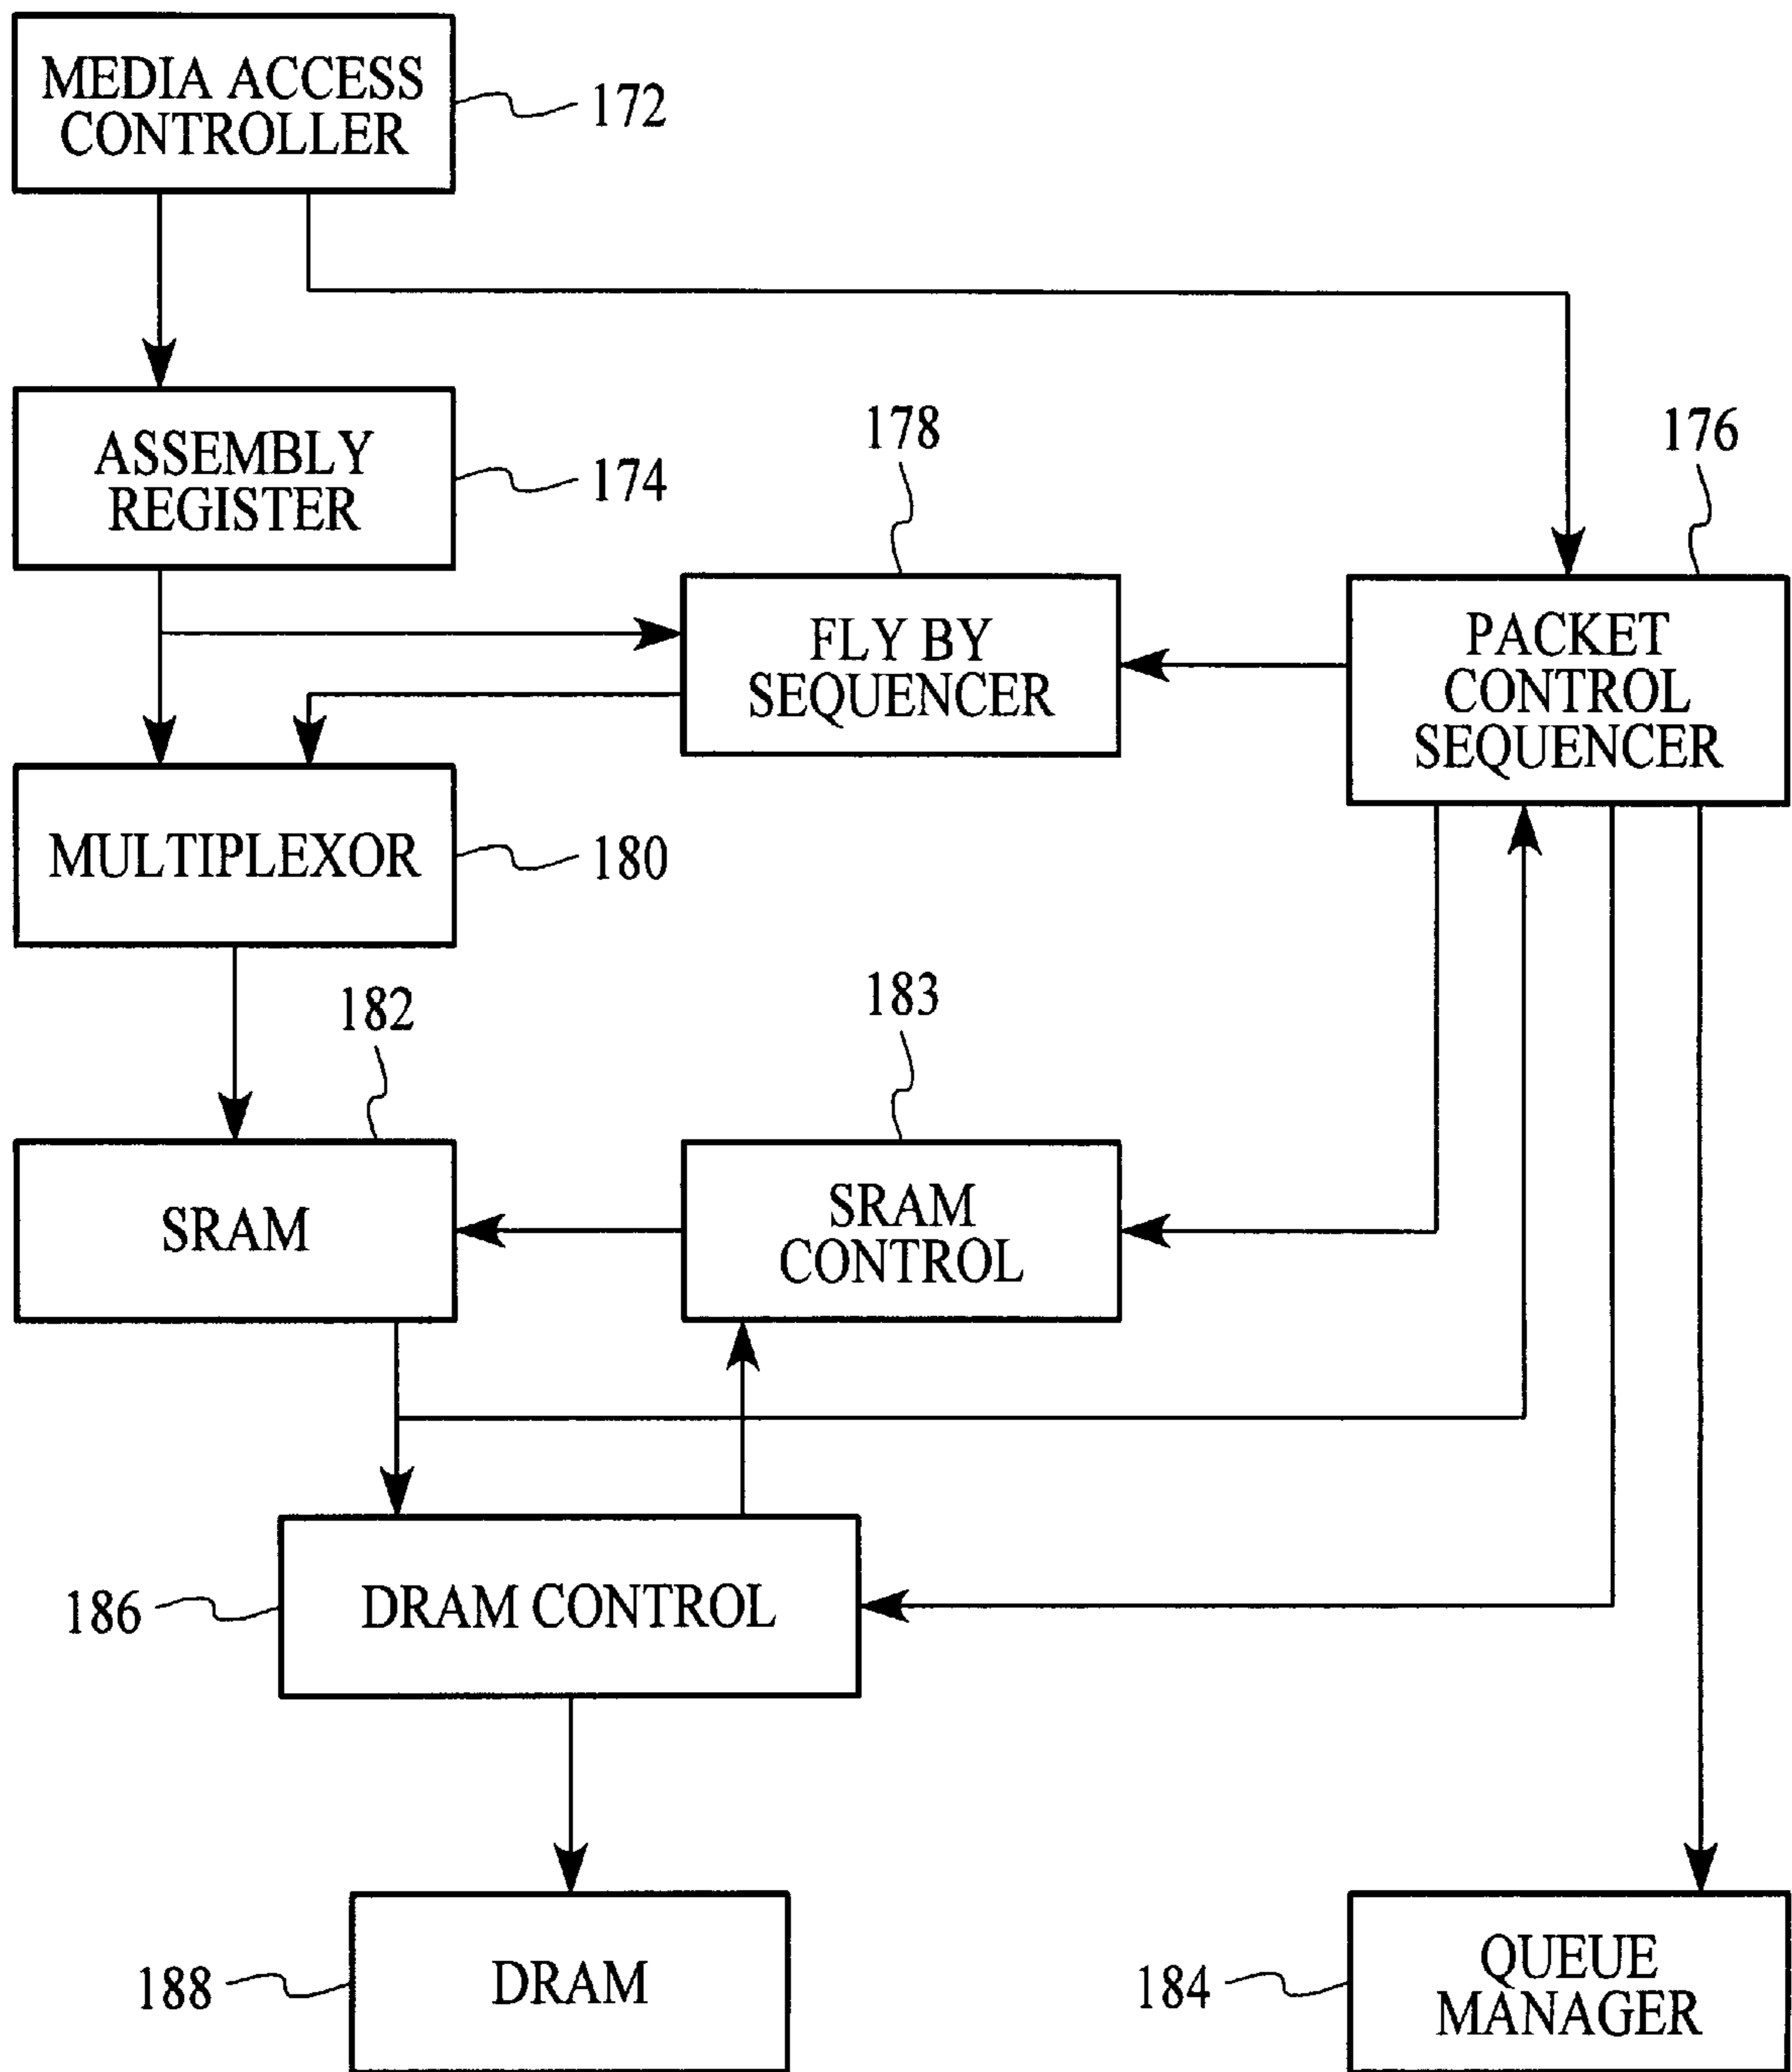 MEDIA ACCESS
CONTROLLER
172
ASSEMBLY
REGISTER
174
178
176
FLY BY
SEQUENCER
PACKET
CONTROL
SEQUENCER
MULTIPLEXOR
180
182
183
SRAM
SRAM
CONTROL
186
DRAM CONTROL
188
DRAM
184
QUEUE
MANAGER